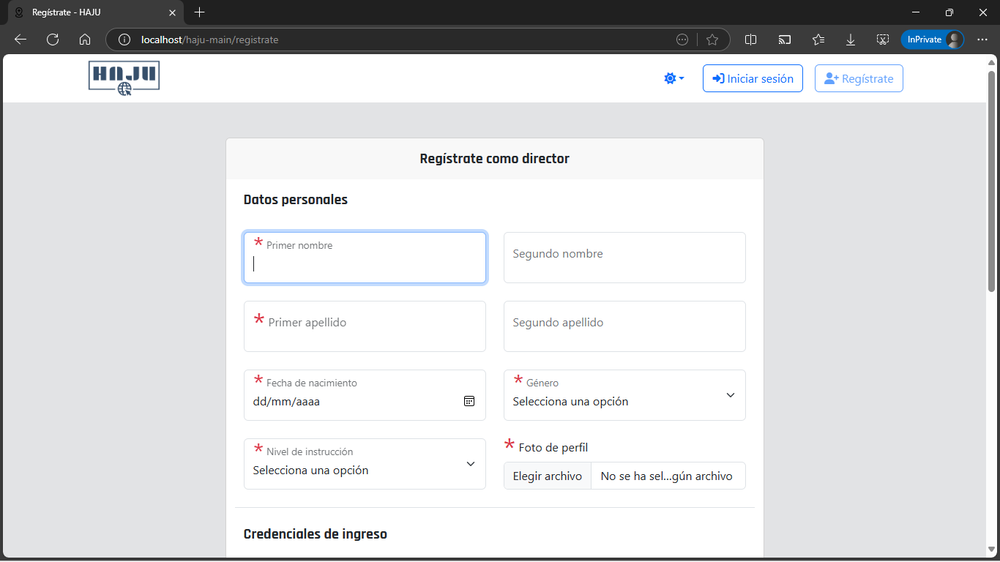 Regístrate - HAJU
localhost/haju-main/registrate
InPrivate
HAJU
Iniciar sesión
Regístrate
Regístrate como director
Datos personales
* Primer nombre
Segundo nombre
* Primer apellido
Segundo apellido
* Fecha de nacimiento
dd/mm/aaaa
* Género
Selecciona una opción
* Nivel de instrucción
Selecciona una opción
* Foto de perfil
Elegir archivo No se ha sel...gún archivo
Credenciales de ingreso